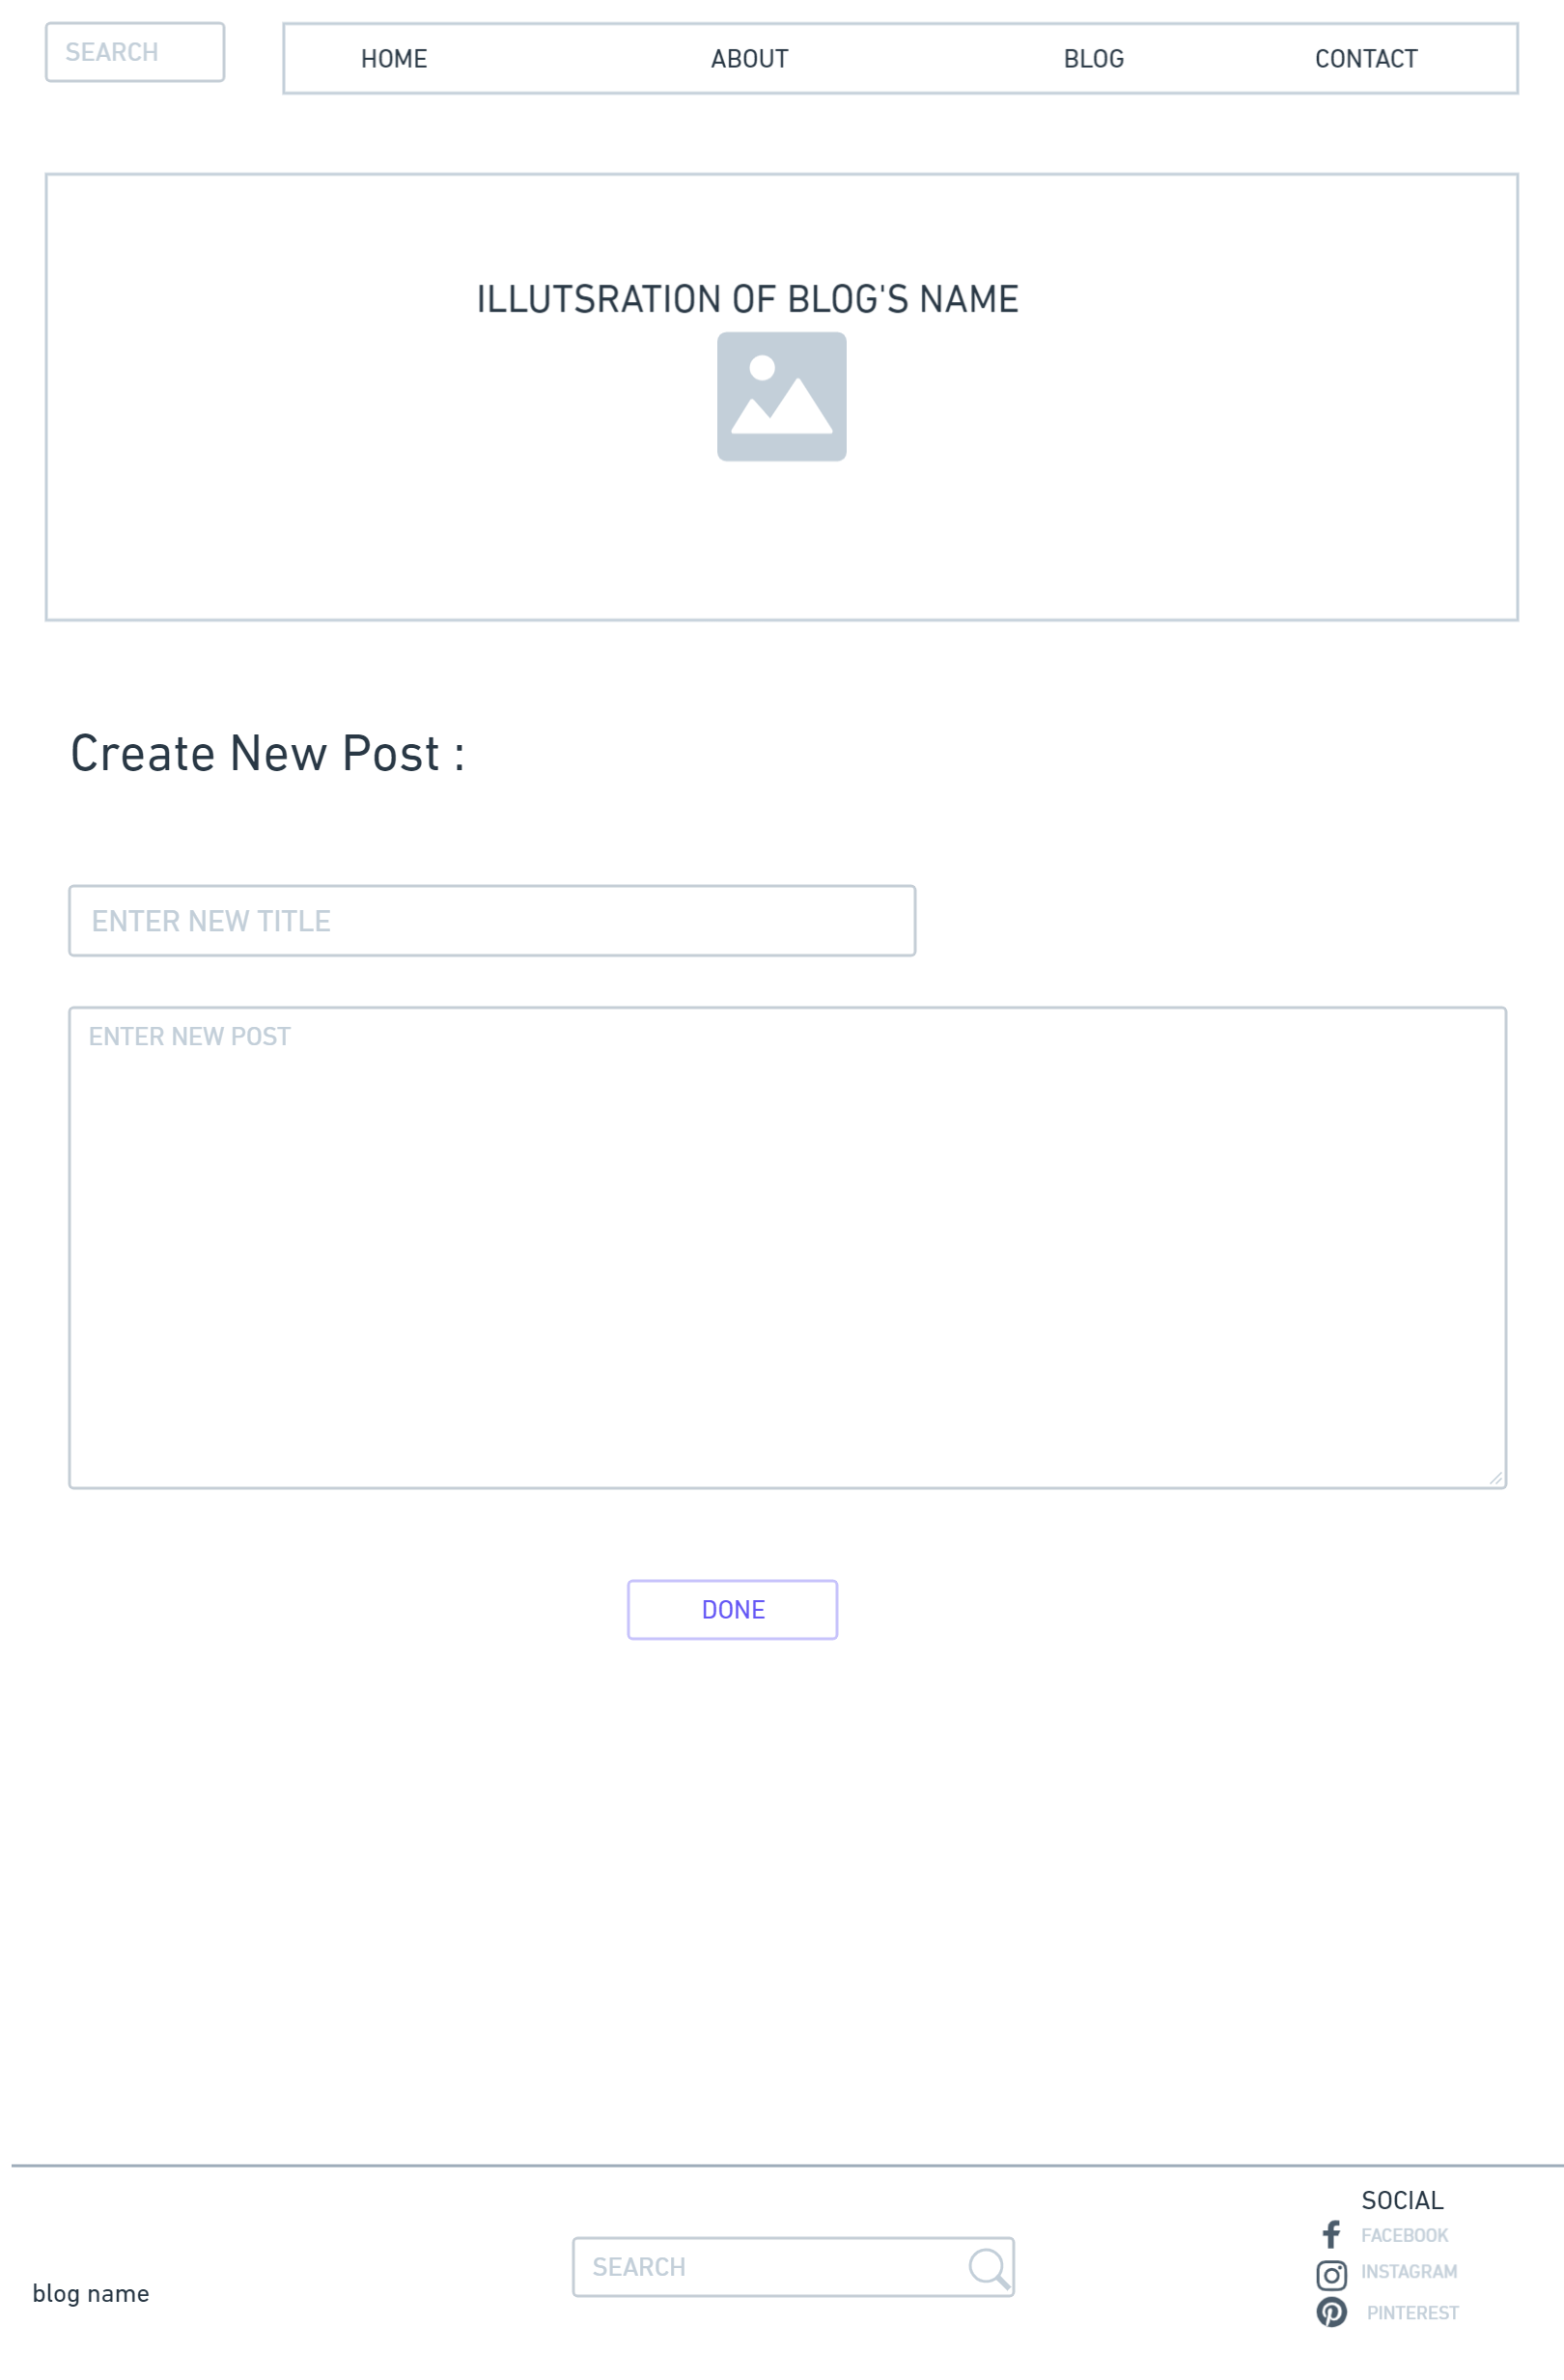 SEARCH
HOME ABOUT BLOG CONTACT
ILLUTSRATION OF BLOG'S NAME
Create New Post :
ENTER NEW TITLE
ENTER NEW POST
DONE
blog name
SEARCH
SOCIAL
FACEBOOK
INSTAGRAM
PINTEREST